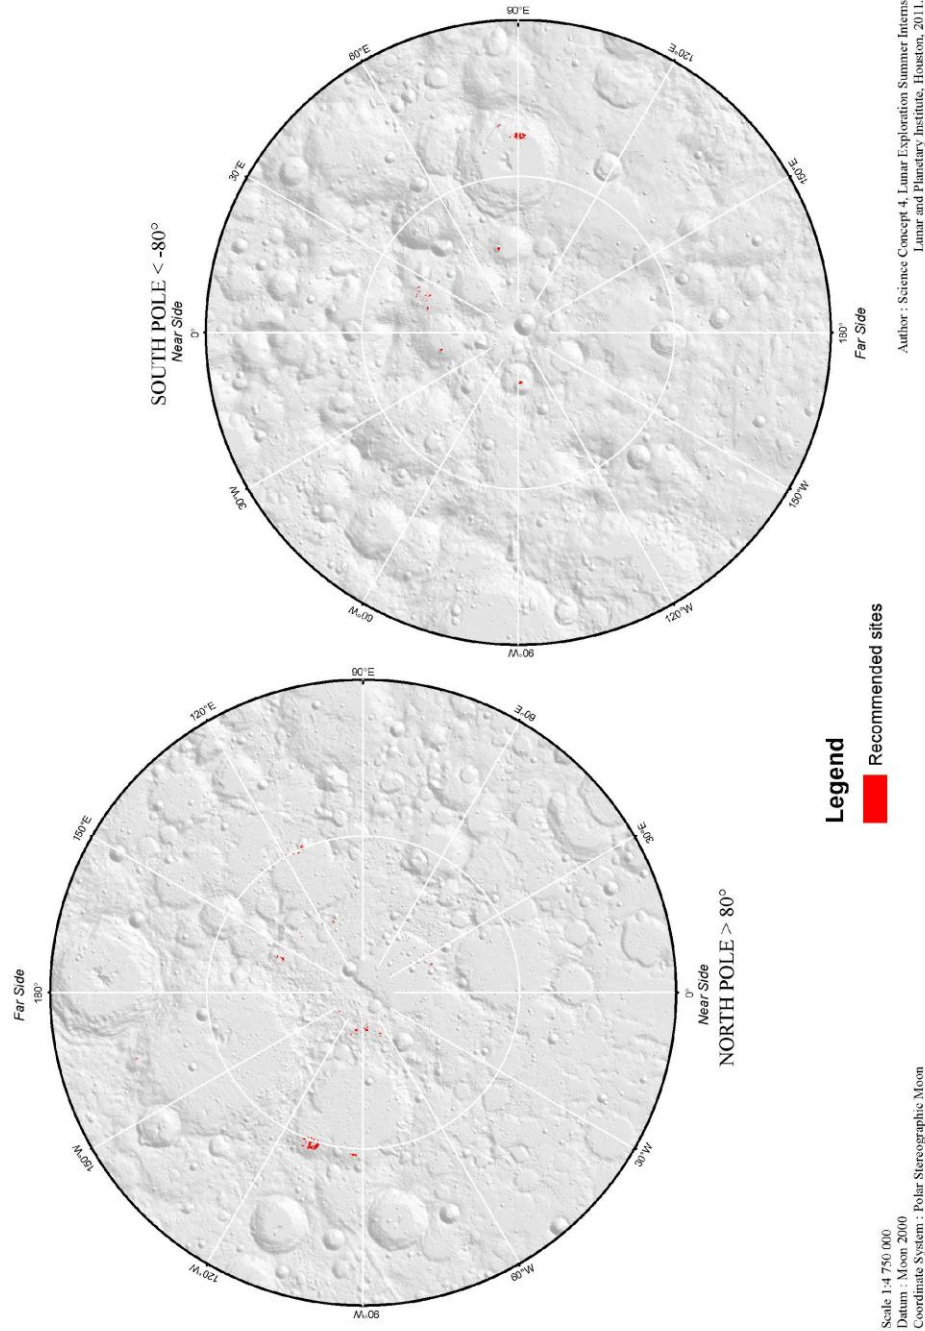 SOUTH POLE < -80°
Near Side
0°
30°E
60°E
90°E
120°E
150°E
180°
Far Side
150°W
120°W
90°W
60°W
30°W
Far Side
180°
150°E
120°E
90°E
60°E
30°E
0°
Near Side
NORTH POLE > 80°
30°W
60°W
90°W
120°W
150°W
Legend
Recommended sites
Scale 1:4 750 000
Datum : Moon 2000
Coordinate System : Polar Stereographic Moon
Author : Science Concept 4, Lunar Exploration Summer Interns
Lunar and Planetary Institute, Houston, 2011.